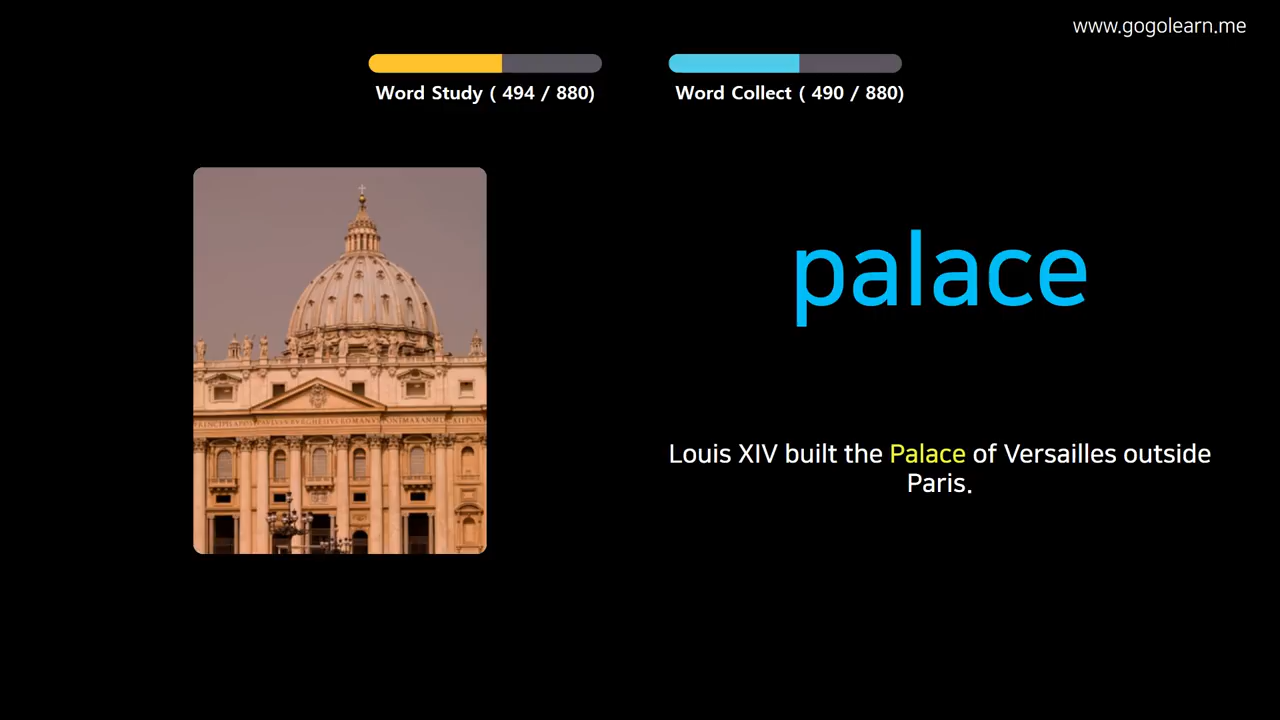 www.gogolearn.me
Word Study ( 494 / 880)
Word Collect ( 490 / 880)
palace
Louis XIV built the Palace of Versailles outside
Paris.